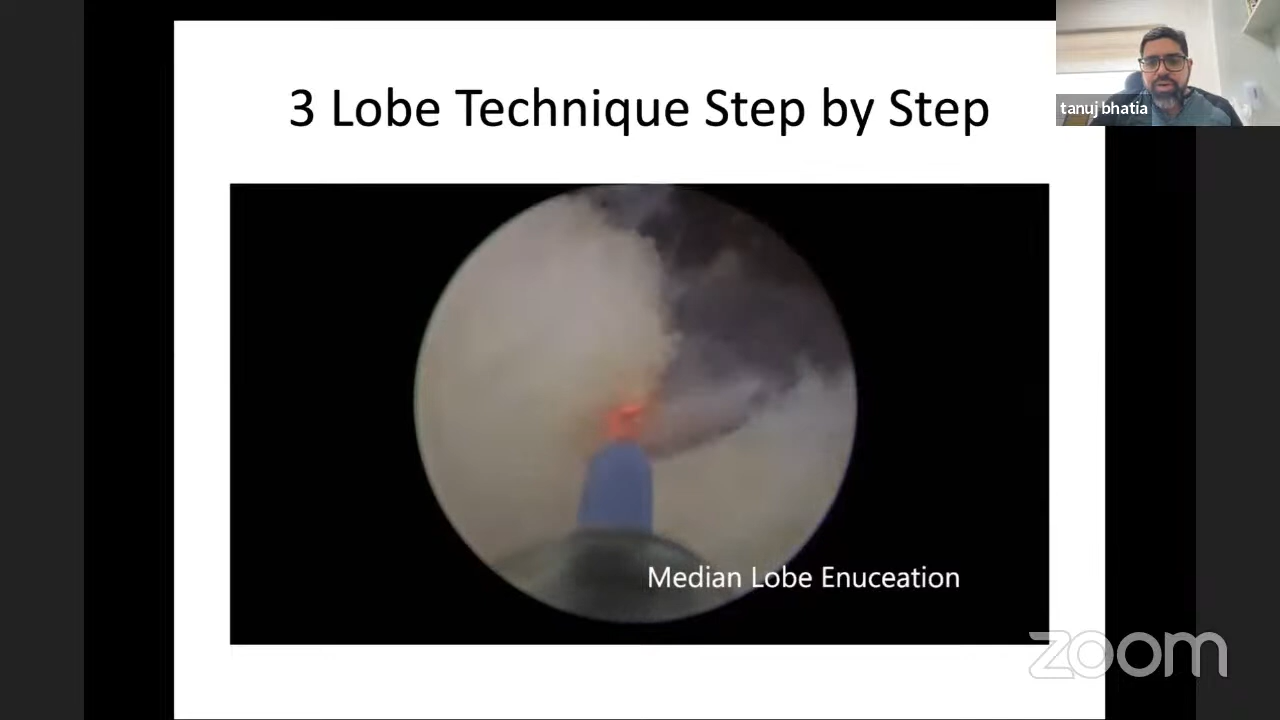 3 Lobe Technique Step by Step
tanuj bhatia
Median Lobe Enuceation
zoom